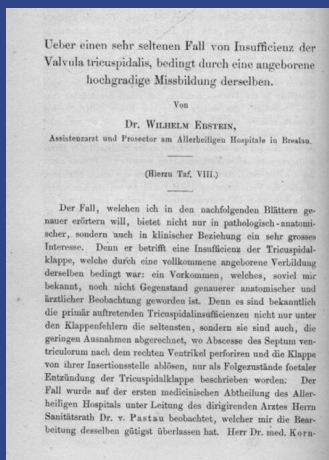 Ueber einen sehr seltenen Fall von Insufficienz der
Valvula tricuspidalis, bedingt durch eine angeborene
hochgradige Missbildung derselben.
Von
Dr. WILHELM EBSTEIN,
Assistenzarzt und Prosector am Allerheiligen Hospitale in Breslau.
(Hierzu Taf. VIII.)
Der Fall, welchen ich in den nachfolgenden Blättern ge-
nauer erörtern will, bietet nicht nur in pathologisch-anatomi-
scher, sondern auch in klinischer Beziehung ein sehr grosses
Interesse. Denn er betrifft eine Insufficienz der Tricuspidal-
klappe, welche durch eine vollkommene angeborene Verbildung
derselben bedingt war: ein Vorkommen, welches, soviel mir
bekannt, noch nicht Gegenstand genauerer anatomischer und
ärztlicher Beobachtung geworden ist. Denn es sind bekanntlich
die primär auftretenden Tricuspidalinsufficienzen nicht nur unter
den Klappenfehlern die seltensten, sondern sie sind auch, die
geringen Ausnahmen abgerechnet, wo Abscesse des Septum ven-
triculorum nach dem rechten Ventrikel perforiren und die Klappe
von ihrer Insertionsstelle ablösen, nur als Folgezustände foetaler
Entzündung der Tricuspidalklappe beschrieben worden: Der
Fall wurde auf der ersten medicinischen Abtheilung des Aller-
heiligen Hospitals unter Leitung des dirigirenden Arztes Herrn
Sanitätsrath Dr. v. Pastau beobachtet, welcher mir die Bear-
beitung desselben gütigst überlassen hat. Herr Dr. med. Korn-